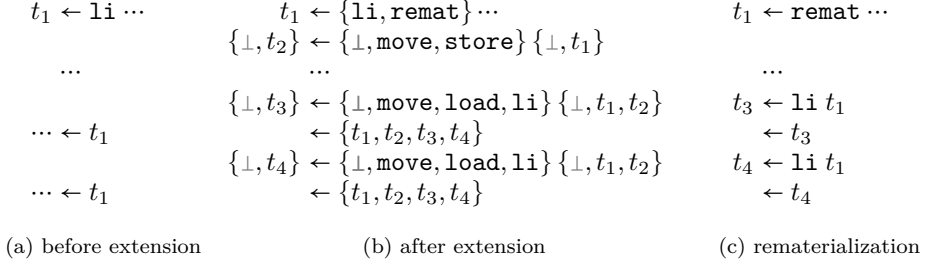 t₁ ← li ⋯ t₁ ← {li, remat} ⋯ t₁ ← remat ⋯
{⊥, t₂} ← {⊥, move, store} {⊥, t₁}
⋯ ⋯ ⋯
{⊥, t₃} ← {⊥, move, load, li} {⊥, t₁, t₂} t₃ ← li t₁
⋯ ← t₁ ← {t₁, t₂, t₃, t₄} ← t₃
{⊥, t₄} ← {⊥, move, load, li} {⊥, t₁, t₂} t₄ ← li t₁
⋯ ← t₁ ← {t₁, t₂, t₃, t₄} ← t₄
(a) before extension (b) after extension (c) rematerialization